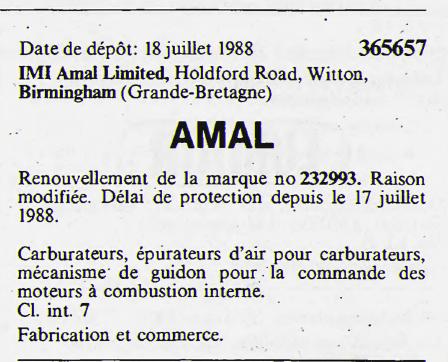 Date de dépôt: 18 juillet 1988 365657
IMI Amal Limited, Holdford Road, Witton,
Birmingham (Grande-Bretagne)
AMAL
Renouvellement de la marque no 232993. Raison
modifiée. Délai de protection depuis le 17 juillet
1988.
Carburateurs, épurateurs d'air pour carburateurs,
mécanisme de guidon pour la commande des
moteurs à combustion interne.
Cl. int. 7
Fabrication et commerce.